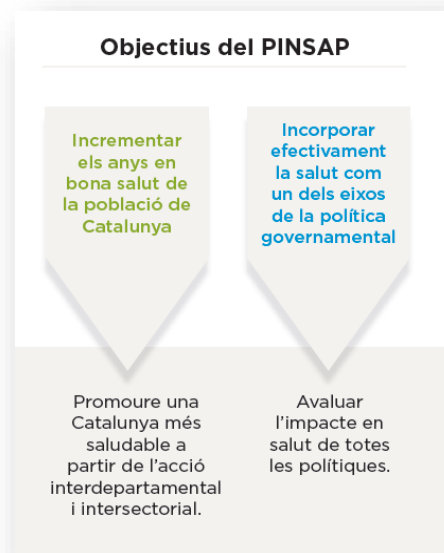 Objectius del PINSAP
Incrementar
els anys en
bona salut de
la població de
Catalunya
Incorporar
efectivament
la salut com
un dels eixos
de la política
governamental
Promoure una
Catalunya més
saludable a
partir de l’acció
interdepartamental
i intersectorial.
Avaluar
l’impacte en
salut de totes
les polítiques.